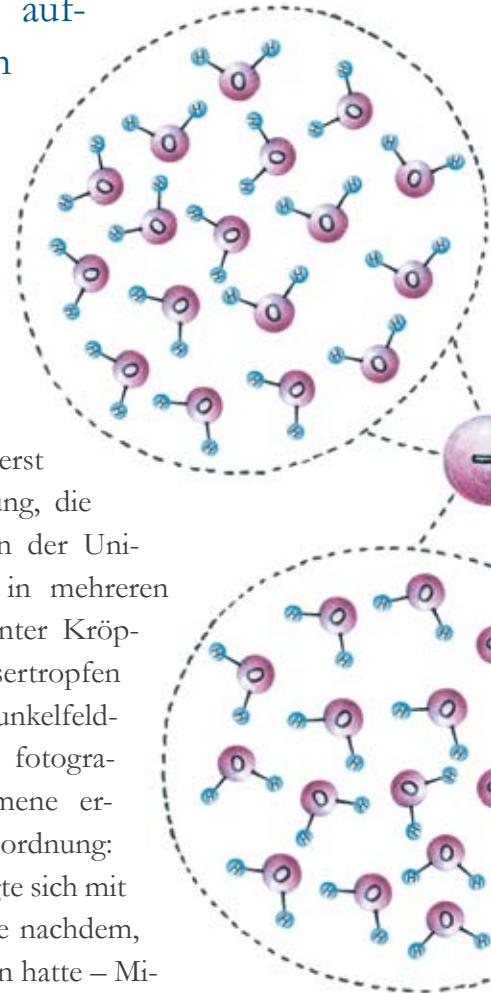 auf-
n
erst
ung, die
n der Uni-
in mehreren
nter Kröp-
sertropfen
unkelfeld-
fotogra-
mene er-
ordnung:
gte sich mit
e nachdem,
n hatte – Mi-